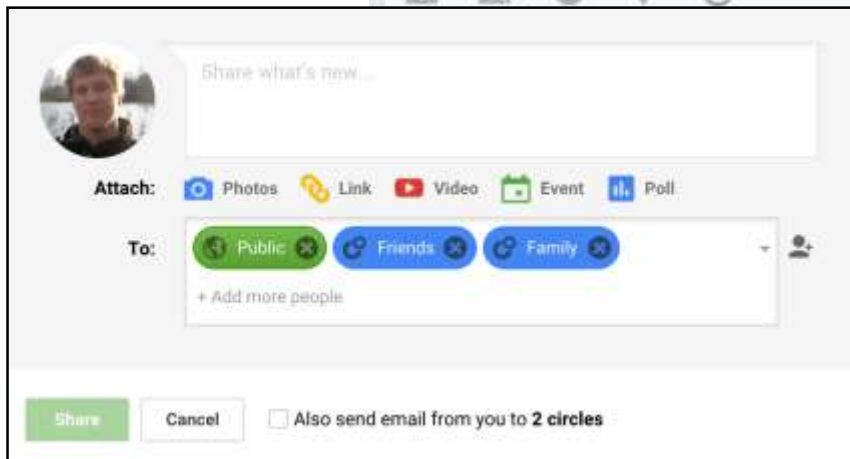 Share what's new...
Attach: Photos Link Video Event Poll
To: Public Friends Family
+ Add more people
Share Cancel Also send email from you to 2 circles